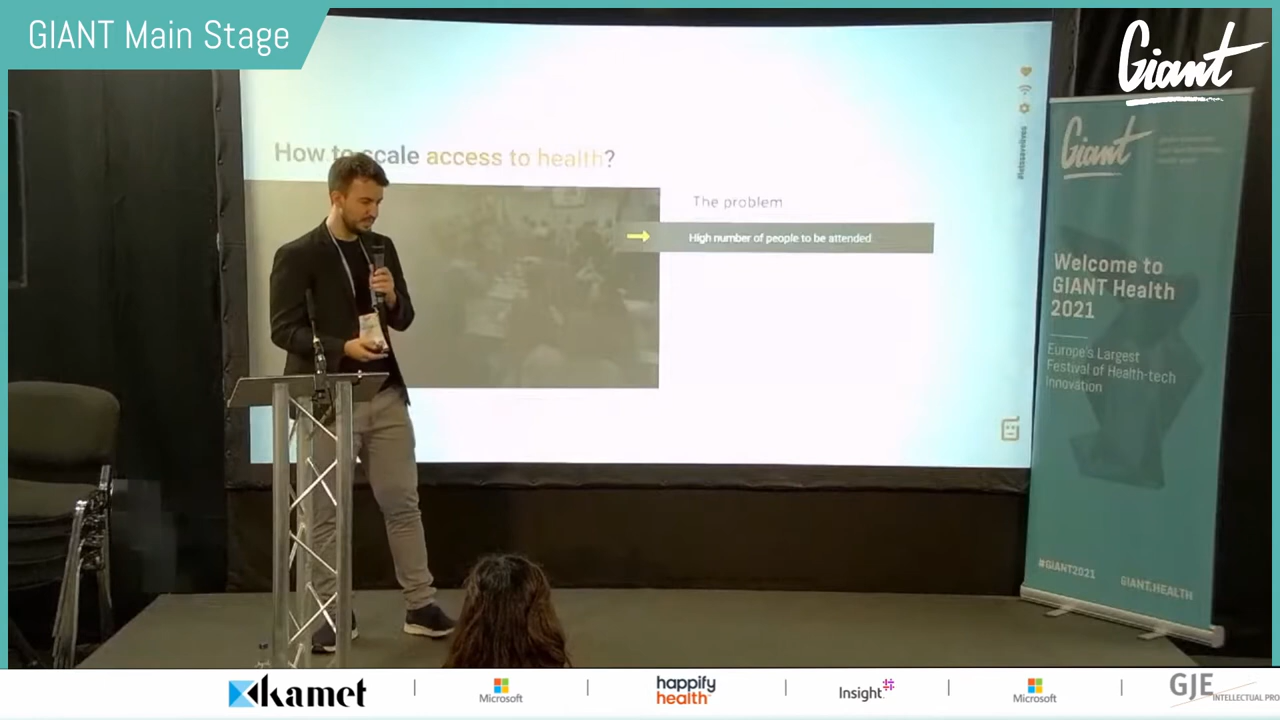 GIANT Main Stage
Giant
How to scale access to health?
The problem
High number of people to be attended
Giant
Welcome to
GIANT Health
2021
Europe's Largest
Festival of Health-tech
Innovation
#GIANT2021
GIANT.HEALTH
kamet
Microsoft
happify
health
Insight
Microsoft
GJE
INTELLECTUAL PRO